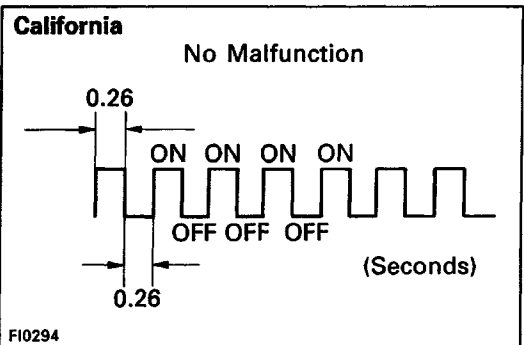 California
No Malfunction
0.26
ON ON ON ON
OFF OFF OFF
(Seconds)
0.26
FI0294